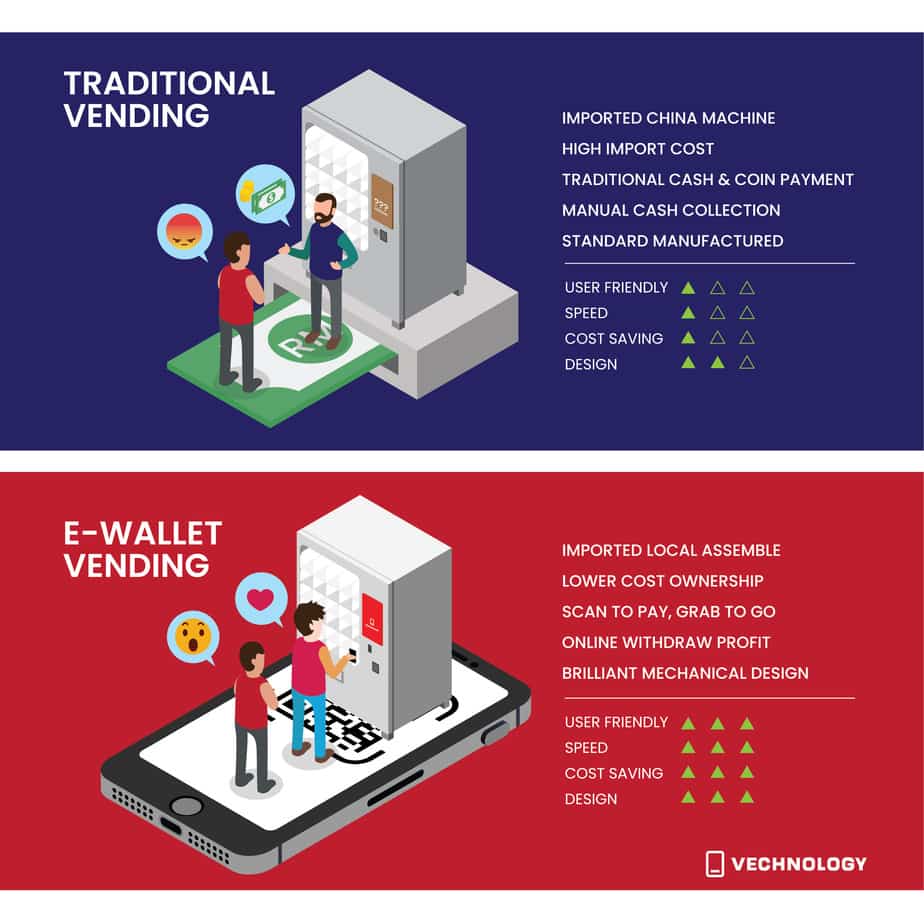 TRADITIONAL
VENDING
IMPORTED CHINA MACHINE
HIGH IMPORT COST
TRADITIONAL CASH & COIN PAYMENT
MANUAL CASH COLLECTION
STANDARD MANUFACTURED
USER FRIENDLY
SPEED
COST SAVING
DESIGN
???
RM
E-WALLET
VENDING
IMPORTED LOCAL ASSEMBLE
LOWER COST OWNERSHIP
SCAN TO PAY, GRAB TO GO
ONLINE WITHDRAW PROFIT
BRILLIANT MECHANICAL DESIGN
USER FRIENDLY
SPEED
COST SAVING
DESIGN
VECHNOLOGY